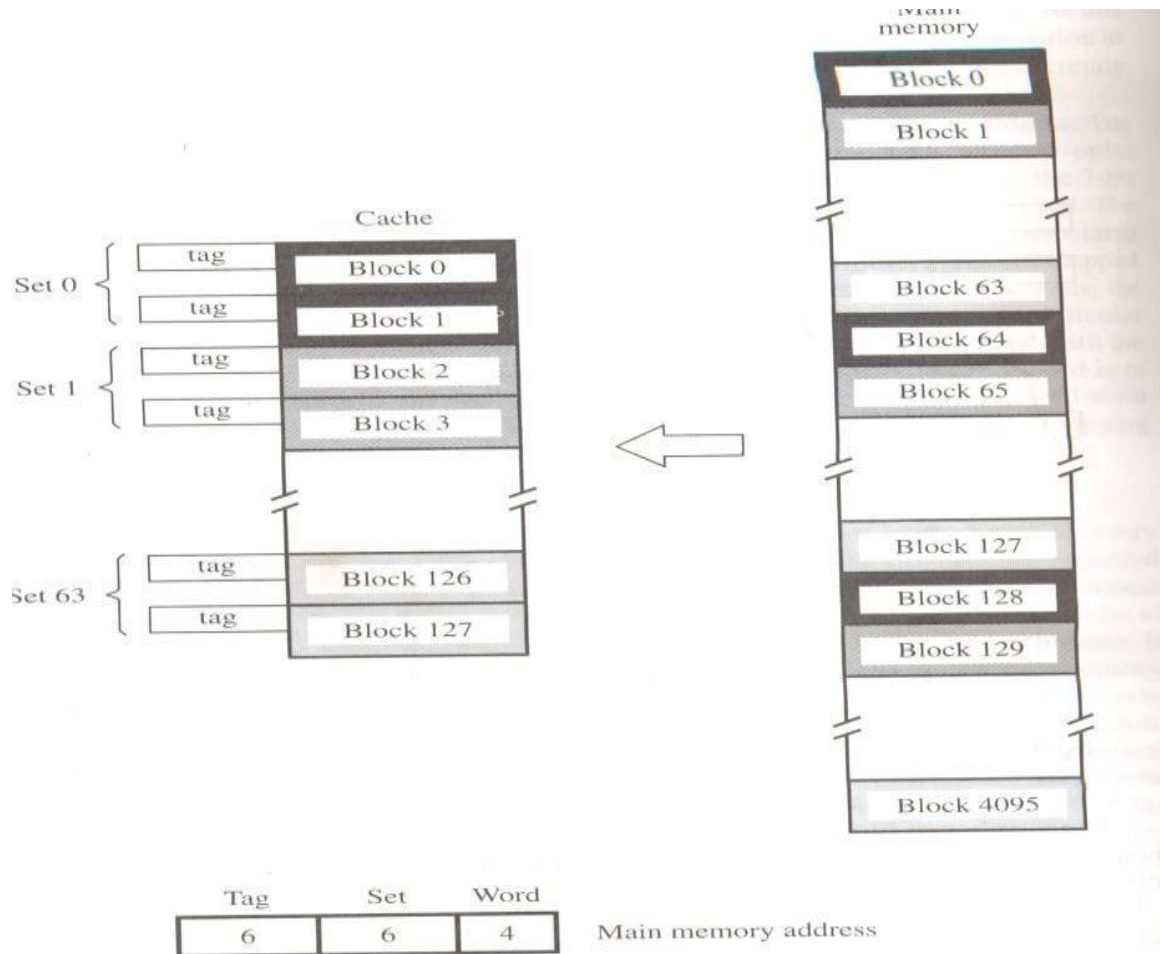 Main
memory
Block 0
Block 1
Block 63
Block 64
Block 65
Block 127
Block 128
Block 129
Block 4095
Cache
Set 0
tag
Block 0
tag
Block 1
Set 1
tag
Block 2
tag
Block 3
Set 63
tag
Block 126
tag
Block 127
Tag Set Word
6 6 4 Main memory address